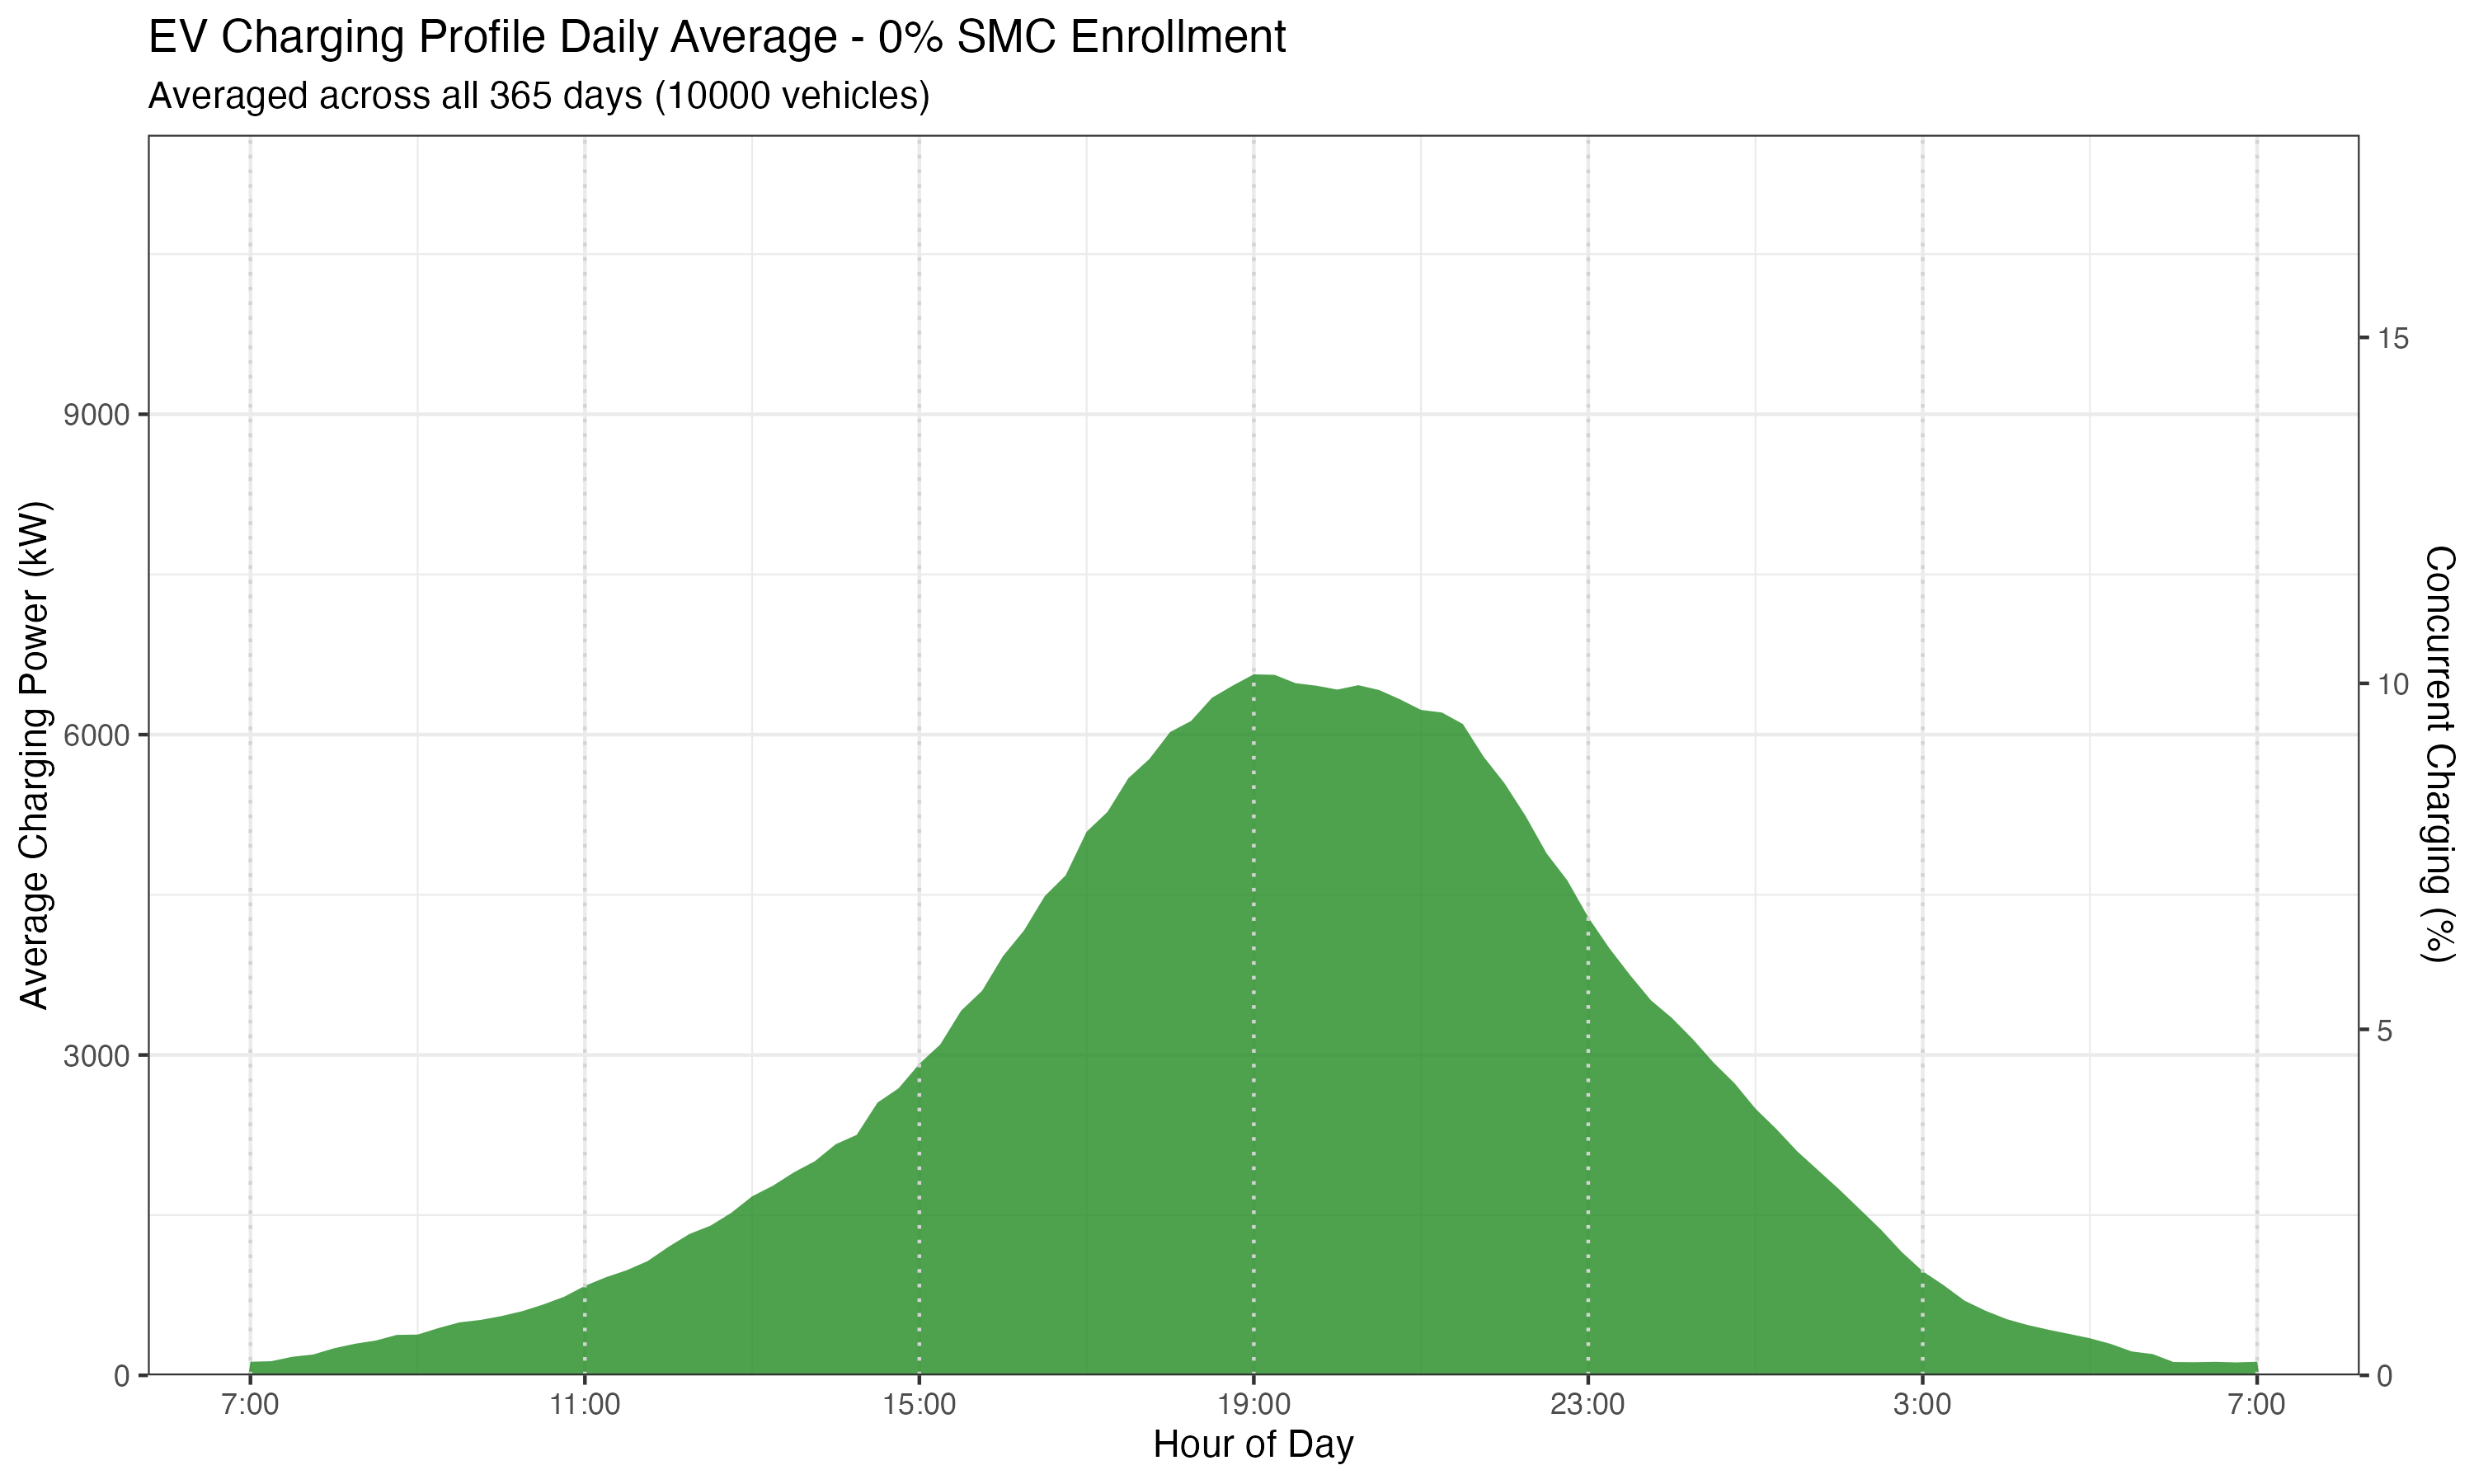 EV Charging Profile Daily Average - 0% SMC Enrollment
Averaged across all 365 days (10000 vehicles)
Average Charging Power (kW)
9000
6000
3000
0
15
10
5
0
Concurrent Charging (%)
7:00 11:00 15:00 19:00 23:00 3:00 7:00
Hour of Day